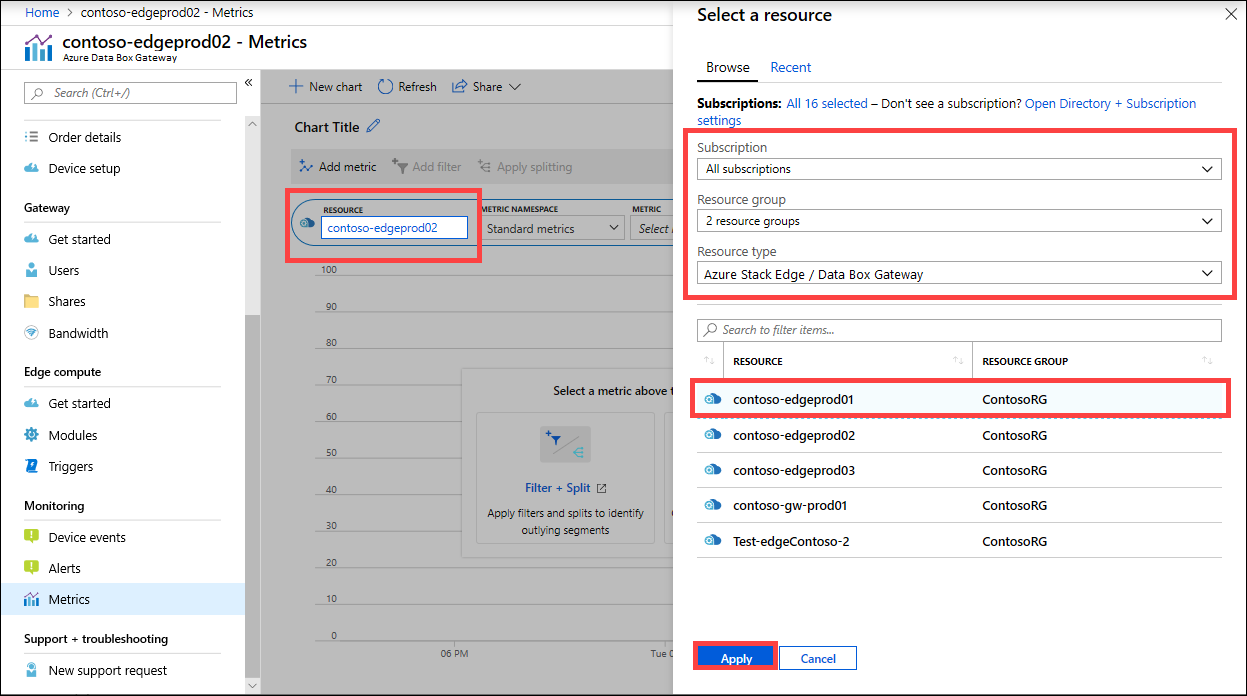 Home > contoso-edgeprod02 - Metrics
contoso-edgeprod02 - Metrics
Azure Data Box Gateway
Search (Ctrl+/)
«
Order details
Device setup
Gateway
Get started
Users
Shares
Bandwidth
Edge compute
Get started
Modules
Triggers
Monitoring
Device events
Alerts
Metrics
Support + troubleshooting
New support request
New chart Refresh Share
Chart Title
Add metric Add filter Apply splitting
RESOURCE METRIC NAMESPACE METRIC
contoso-edgeprod02 Standard metrics Select
100
90
80
70
60
50
40
30
20
10
0
06 PM Tue
Select a metric above
Filter + Split
Apply filters and splits to identify
outlying segments
Select a resource
Browse Recent
Subscriptions: All 16 selected – Don't see a subscription? Open Directory + Subscription
settings
Subscription
All subscriptions
Resource group
2 resource groups
Resource type
Azure Stack Edge / Data Box Gateway
Search to filter items...
RESOURCE RESOURCE GROUP
contoso-edgeprod01 ContosoRG
contoso-edgeprod02 ContosoRG
contoso-edgeprod03 ContosoRG
contoso-gw-prod01 ContosoRG
Test-edgeContoso-2 ContosoRG
Apply Cancel